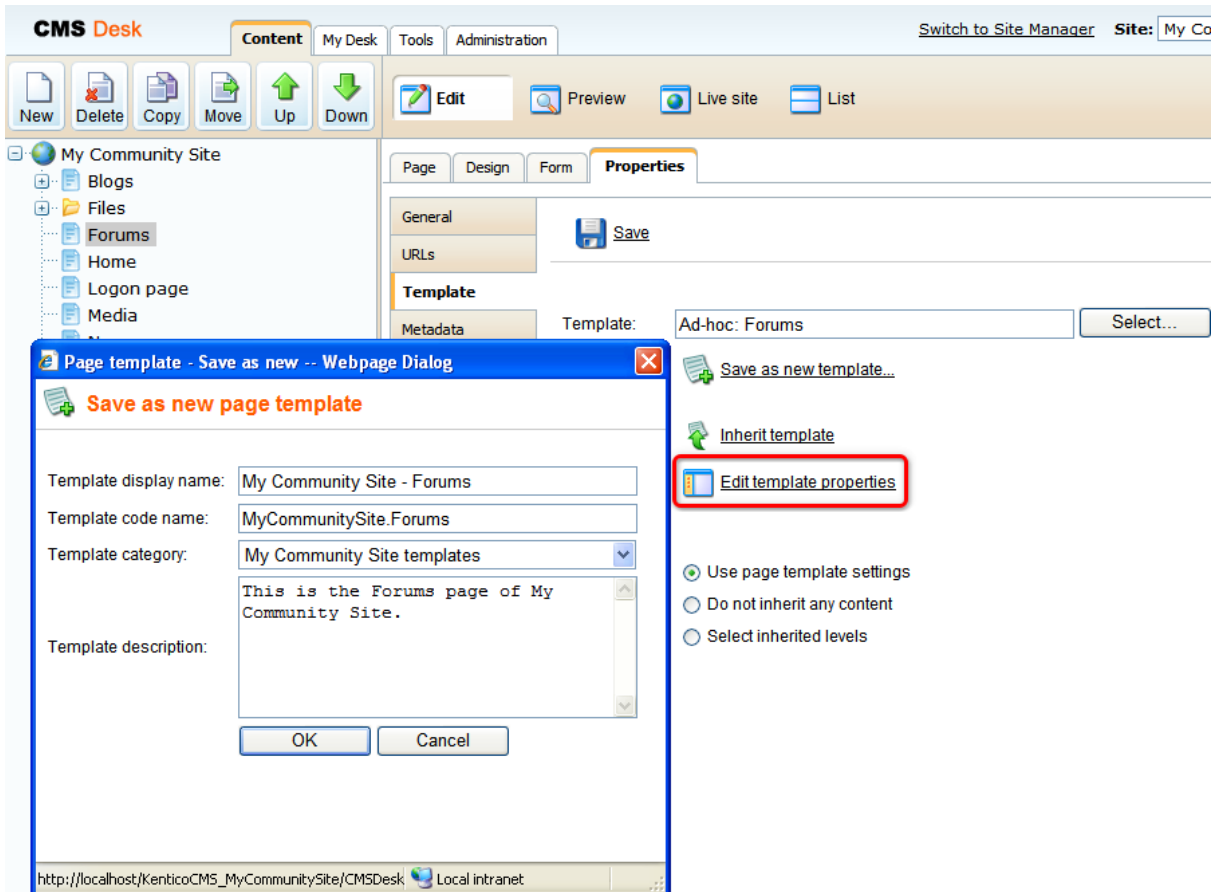 CMS Desk
Content My Desk Tools Administration
Switch to Site Manager Site: My Co
New Delete Copy Move Up Down
Edit Preview Live site List
My Community Site
Blogs
Files
Forums
Home
Logon page
Media
Page Design Form Properties
General
URLs
Template
Metadata
Save
Template: Ad-hoc: Forums Select...
Save as new template...
Inherit template
Edit template properties
Use page template settings
Do not inherit any content
Select inherited levels
Page template - Save as new -- Webpage Dialog
Save as new page template
Template display name: My Community Site - Forums
Template code name: MyCommunitySite.Forums
Template category: My Community Site templates
Template description:
This is the Forums page of My
Community Site.
OK Cancel
http://localhost/KenticoCMS_MyCommunitySite/CMSDesk Local intranet